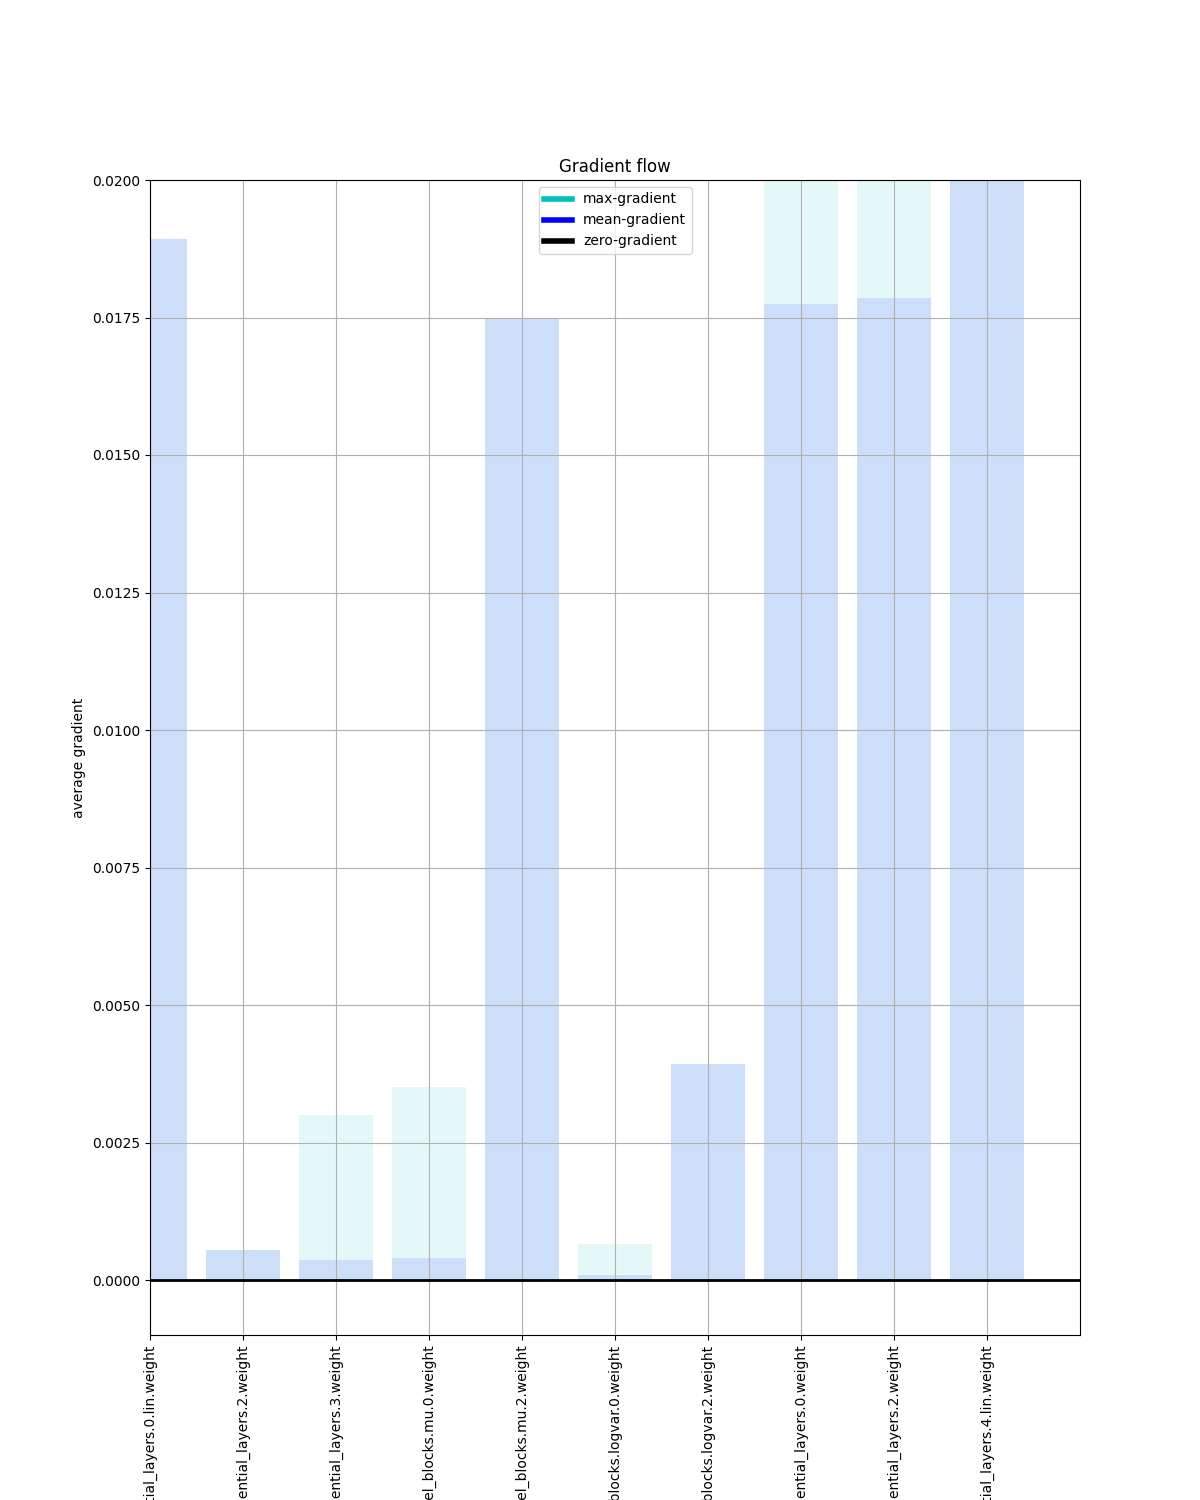 Gradient flow
max-gradient
mean-gradient
zero-gradient
0.0200
0.0175
0.0150
0.0125
0.0100
0.0075
0.0050
0.0025
0.0000
average gradient
tial_layers.0.lin.weight
ential_layers.2.weight
ential_layers.3.weight
el_blocks.mu.0.weight
el_blocks.mu.2.weight
blocks.logvar.0.weight
blocks.logvar.2.weight
ential_layers.0.weight
ential_layers.2.weight
tial_layers.4.lin.weight